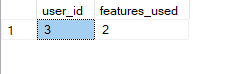 user_id features_used
1 3 2